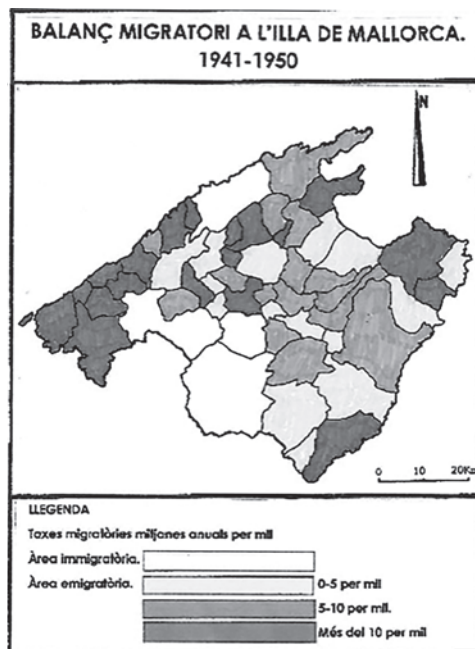 BALANÇ MIGRATORI A L'ILLA DE MALLORCA.
1941-1950
N
0 10 20Km
LLEGENDA
Taxes migratòries mitjanes anuals per mil
Àrea immigratòria.
Àrea emigratòria. 0-5 per mil
5-10 per mil.
Més del 10 per mil